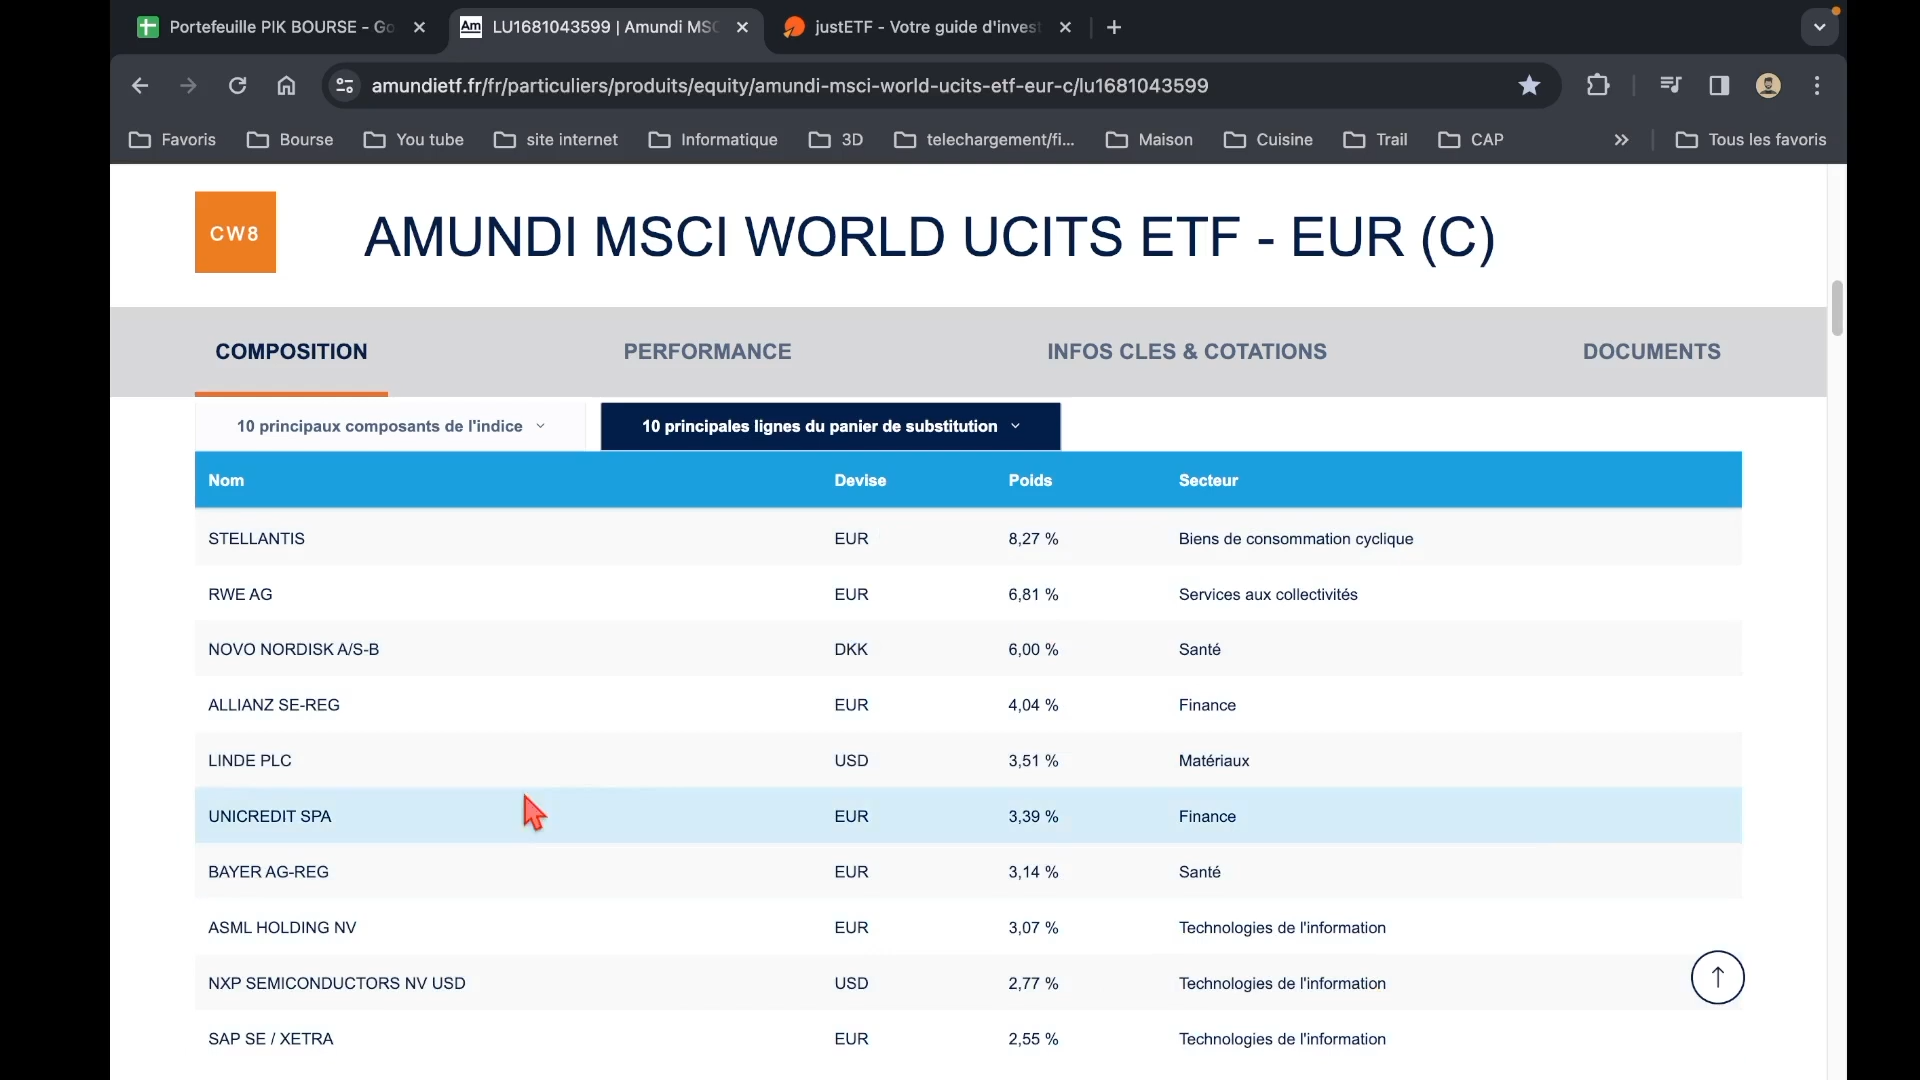 Portefeuille PIK BOURSE - Go
LU1681043599 | Amundi MSC
justETF - Votre guide d'invest
amundietf.fr/fr/particuliers/produits/equity/amundi-msci-world-ucits-etf-eur-c/lu1681043599
Favoris Bourse You tube site internet Informatique 3D telechargement/fi... Maison Cuisine Trail CAP Tous les favoris
CW8
AMUNDI MSCI WORLD UCITS ETF - EUR (C)
COMPOSITION PERFORMANCE INFOS CLES & COTATIONS DOCUMENTS
10 principaux composants de l'indice 10 principales lignes du panier de substitution
Nom Devise Poids Secteur
STELLANTIS EUR 8,27 % Biens de consommation cyclique
RWE AG EUR 6,81 % Services aux collectivités
NOVO NORDISK A/S-B DKK 6,00 % Santé
ALLIANZ SE-REG EUR 4,04 % Finance
LINDE PLC USD 3,51 % Matériaux
UNICREDIT SPA EUR 3,39 % Finance
BAYER AG-REG EUR 3,14 % Santé
ASML HOLDING NV EUR 3,07 % Technologies de l'information
NXP SEMICONDUCTORS NV USD USD 2,77 % Technologies de l'information
SAP SE / XETRA EUR 2,55 % Technologies de l'information